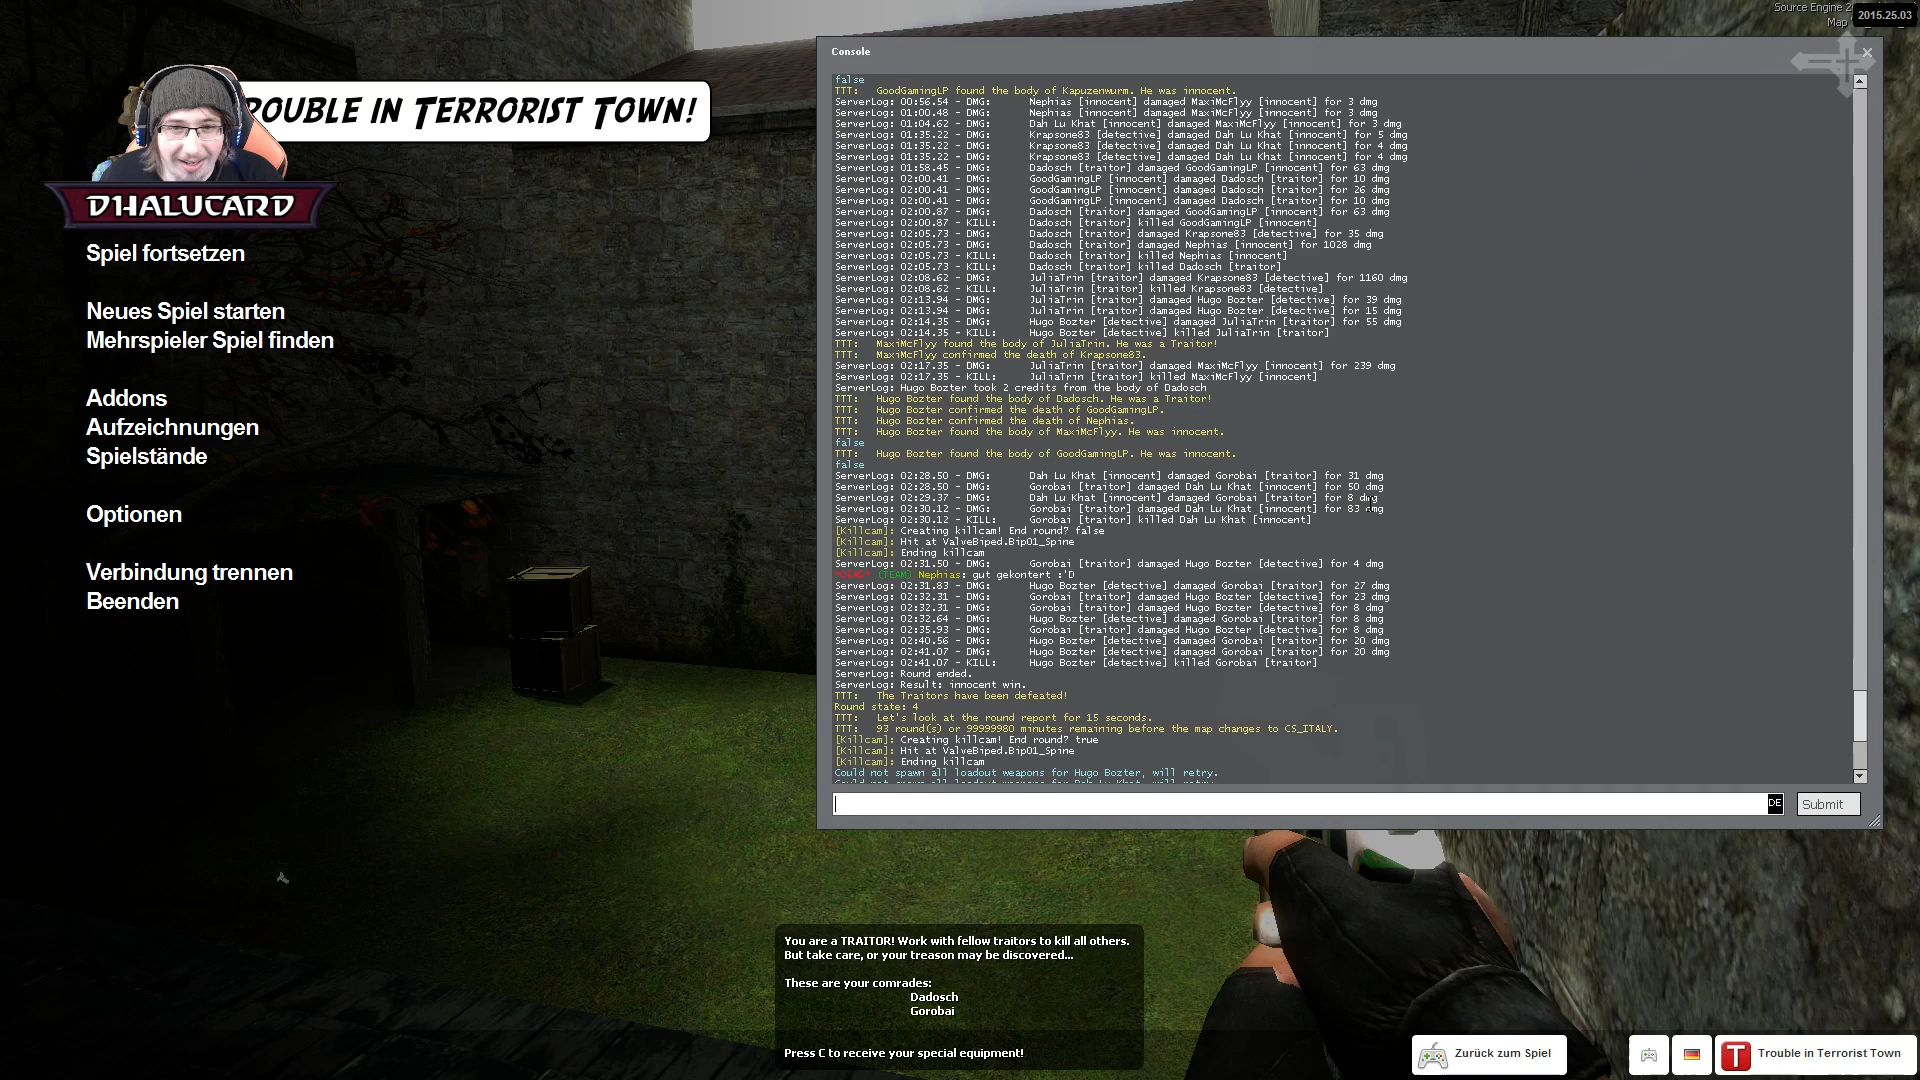 Source Engine 2
Map
2015.25.03
ROUBLE IN TERRORIST TOWN!
DHALUCARD
Spiel fortsetzen
Neues Spiel starten
Mehrspieler Spiel finden
Addons
Aufzeichnungen
Spielstände
Optionen
Verbindung trennen
Beenden
Console
false
TTT: GoodGamingLP found the body of Kapuzenwurm. He was innocent.
ServerLog: 00:56.54 - DMG: Nephias [innocent] damaged MaxiMcFlyy [innocent] for 3 dmg
ServerLog: 01:00.48 - DMG: Nephias [innocent] damaged MaxiMcFlyy [innocent] for 3 dmg
ServerLog: 01:04.62 - DMG: Dah Lu Khat [innocent] damaged MaxiMcFlyy [innocent] for 3 dmg
ServerLog: 01:35.22 - DMG: Krapsone83 [detective] damaged Dah Lu Khat [innocent] for 5 dmg
ServerLog: 01:35.22 - DMG: Krapsone83 [detective] damaged Dah Lu Khat [innocent] for 4 dmg
ServerLog: 01:35.22 - DMG: Krapsone83 [detective] damaged Dah Lu Khat [innocent] for 4 dmg
ServerLog: 01:58.45 - DMG: Dadosch [traitor] damaged GoodGamingLP [innocent] for 63 dmg
ServerLog: 02:00.41 - DMG: GoodGamingLP [innocent] damaged Dadosch [traitor] for 10 dmg
ServerLog: 02:00.41 - DMG: GoodGamingLP [innocent] damaged Dadosch [traitor] for 26 dmg
ServerLog: 02:00.41 - DMG: GoodGamingLP [innocent] damaged Dadosch [traitor] for 10 dmg
ServerLog: 02:00.87 - DMG: Dadosch [traitor] damaged GoodGamingLP [innocent] for 63 dmg
ServerLog: 02:00.87 - KILL: Dadosch [traitor] killed GoodGamingLP [innocent]
ServerLog: 02:05.73 - DMG: Dadosch [traitor] damaged Krapsone83 [detective] for 35 dmg
ServerLog: 02:05.73 - DMG: Dadosch [traitor] damaged Nephias [innocent] for 1028 dmg
ServerLog: 02:05.73 - KILL: Dadosch [traitor] killed Nephias [innocent]
ServerLog: 02:05.73 - KILL: Dadosch [traitor] killed Dadosch [traitor]
ServerLog: 02:08.62 - DMG: JuliaTrin [traitor] damaged Krapsone83 [detective] for 1160 dmg
ServerLog: 02:08.62 - KILL: JuliaTrin [traitor] killed Krapsone83 [detective]
ServerLog: 02:13.94 - DMG: JuliaTrin [traitor] damaged Hugo Bozter [detective] for 39 dmg
ServerLog: 02:13.94 - DMG: JuliaTrin [traitor] damaged Hugo Bozter [detective] for 15 dmg
ServerLog: 02:14.35 - DMG: Hugo Bozter [detective] damaged JuliaTrin [traitor] for 55 dmg
ServerLog: 02:14.35 - KILL: Hugo Bozter [detective] killed JuliaTrin [traitor]
TTT: MaxiMcFlyy found the body of JuliaTrin. He was a Traitor!
TTT: MaxiMcFlyy confirmed the death of Krapsone83.
ServerLog: 02:17.35 - DMG: JuliaTrin [traitor] damaged MaxiMcFlyy [innocent] for 239 dmg
ServerLog: 02:17.35 - KILL: JuliaTrin [traitor] killed MaxiMcFlyy [innocent]
ServerLog: Hugo Bozter took 2 credits from the body of Dadosch
TTT: Hugo Bozter found the body of Dadosch. He was a Traitor!
TTT: Hugo Bozter confirmed the death of GoodGamingLP.
TTT: Hugo Bozter confirmed the death of Nephias.
TTT: Hugo Bozter found the body of MaxiMcFlyy. He was innocent.
false
TTT: Hugo Bozter found the body of GoodGamingLP. He was innocent.
false
ServerLog: 02:28.50 - DMG: Dah Lu Khat [innocent] damaged Gorobai [traitor] for 31 dmg
ServerLog: 02:28.50 - DMG: Gorobai [traitor] damaged Dah Lu Khat [innocent] for 50 dmg
ServerLog: 02:29.37 - DMG: Dah Lu Khat [innocent] damaged Gorobai [traitor] for 8 dmg
ServerLog: 02:30.12 - DMG: Gorobai [traitor] damaged Dah Lu Khat [innocent] for 83 dmg
ServerLog: 02:30.12 - KILL: Gorobai [traitor] killed Dah Lu Khat [innocent]
[Killcam]: Creating killcam! End round? false
[Killcam]: Hit at ValveBiped.Bip01_Spine
[Killcam]: Ending killcam
ServerLog: 02:31.50 - DMG: Gorobai [traitor] damaged Hugo Bozter [detective] for 4 dmg
*DEAD* (TEAM) Nephias: gut gekontert :'D
ServerLog: 02:31.83 - DMG: Hugo Bozter [detective] damaged Gorobai [traitor] for 27 dmg
ServerLog: 02:32.31 - DMG: Gorobai [traitor] damaged Hugo Bozter [detective] for 23 dmg
ServerLog: 02:32.31 - DMG: Gorobai [traitor] damaged Hugo Bozter [detective] for 8 dmg
ServerLog: 02:32.64 - DMG: Hugo Bozter [detective] damaged Gorobai [traitor] for 8 dmg
ServerLog: 02:35.93 - DMG: Gorobai [traitor] damaged Hugo Bozter [detective] for 8 dmg
ServerLog: 02:40.56 - DMG: Hugo Bozter [detective] damaged Gorobai [traitor] for 20 dmg
ServerLog: 02:41.07 - DMG: Hugo Bozter [detective] damaged Gorobai [traitor] for 20 dmg
ServerLog: 02:41.07 - KILL: Hugo Bozter [detective] killed Gorobai [traitor]
ServerLog: Round ended.
ServerLog: Result: innocent win.
TTT: The Traitors have been defeated!
Round state: 4
TTT: Let's look at the round report for 15 seconds.
TTT: 93 round(s) or 99999980 minutes remaining before the map changes to CS_ITALY.
[Killcam]: Creating killcam! End round? true
[Killcam]: Hit at ValveBiped.Bip01_Spine
[Killcam]: Ending killcam
Could not spawn all loadout weapons for Hugo Bozter, will retry.
Could not spawn all loadout weapons for Dah Lu Khat, will retry.
DE
Submit
You are a TRAITOR! Work with fellow traitors to kill all others.
But take care, or your treason may be discovered...
These are your comrades:
Dadosch
Gorobai
Press C to receive your special equipment!
Zurück zum Spiel
T
Trouble in Terrorist Town